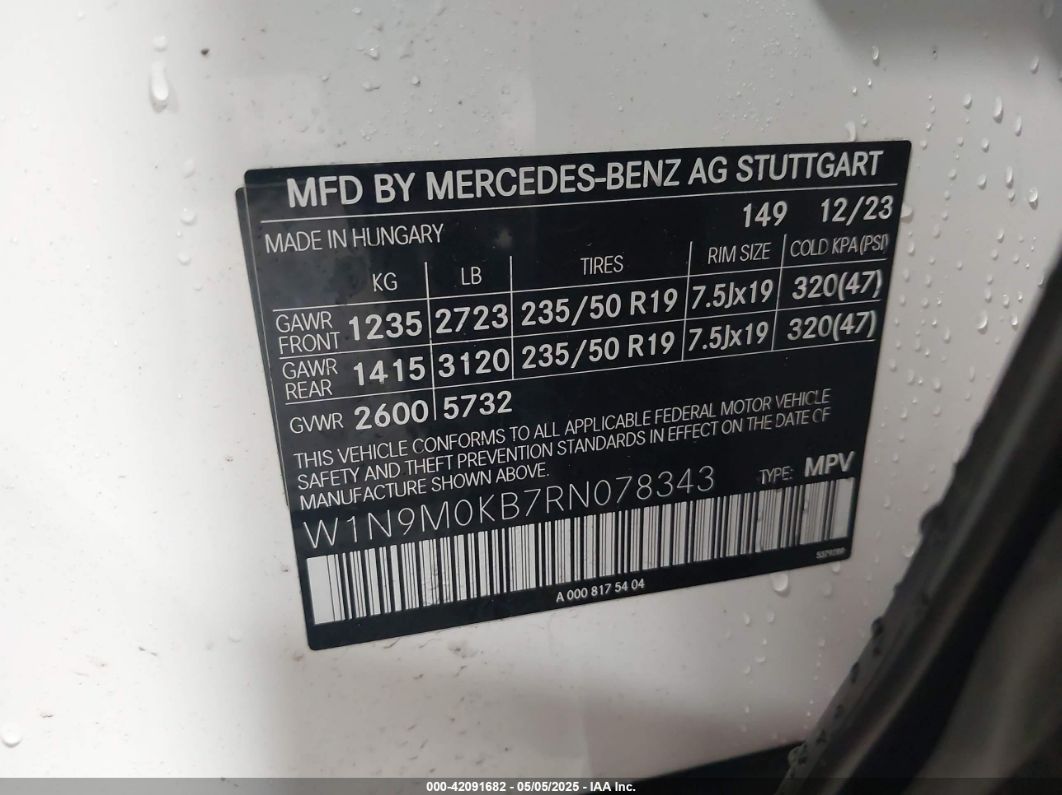 MFD BY MERCEDES-BENZ AG STUTTGART
149 12/23
MADE IN HUNGARY
KG LB TIRES RIM SIZE COLD KPA (PSI)
GAWR FRONT 1235 2723 235/50 R19 7.5Jx19 320(47)
GAWR REAR 1415 3120 235/50 R19 7.5Jx19 320(47)
GVWR 2600 5732
THIS VEHICLE CONFORMS TO ALL APPLICABLE FEDERAL MOTOR VEHICLE
SAFETY AND THEFT PREVENTION STANDARDS IN EFFECT ON THE DATE OF
MANUFACTURE SHOWN ABOVE.
W1N9M0KB7RN078343 TYPE: MPV
A 000 817 54 04
000-42091682 - 05/05/2025 - IAA Inc.